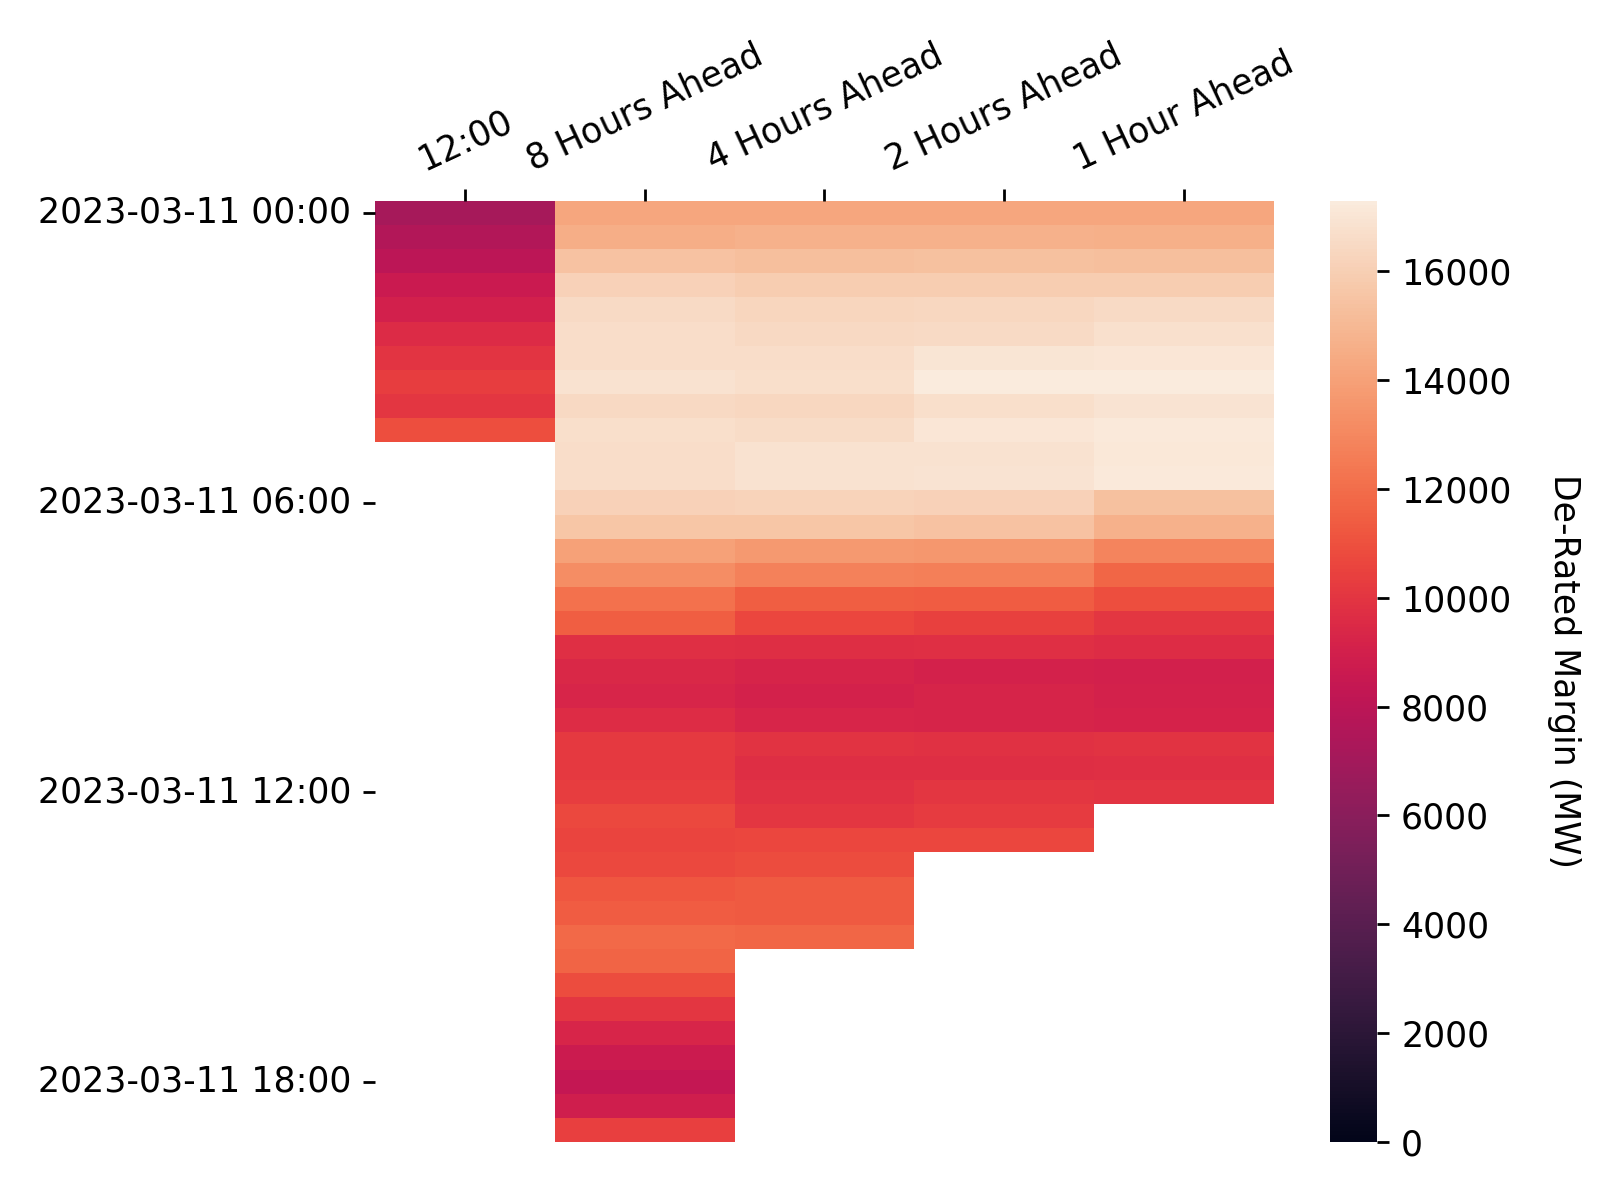 12:00
8 Hours Ahead
4 Hours Ahead
2 Hours Ahead
1 Hour Ahead
2023-03-11 00:00
2023-03-11 06:00
2023-03-11 12:00
2023-03-11 18:00
16000
14000
12000
10000
8000
6000
4000
2000
0
De-Rated Margin (MW)